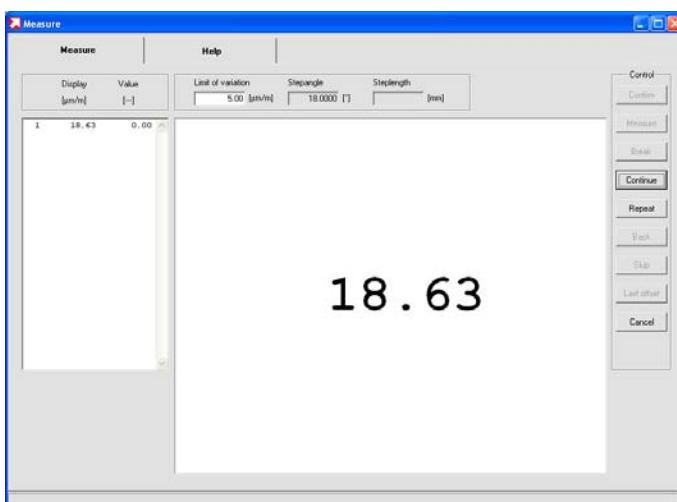 Measure
Measure Help
Display Value
[µm/m] [--]
Limit of variation Stepangle Steplength
5.00 [µm/m] 18.0000 [°] [mm]
Control
Confirm
Measure
Break
Continue
Repeat
Back
Skip
Last offset
Cancel
1 18.63 0.00
18.63